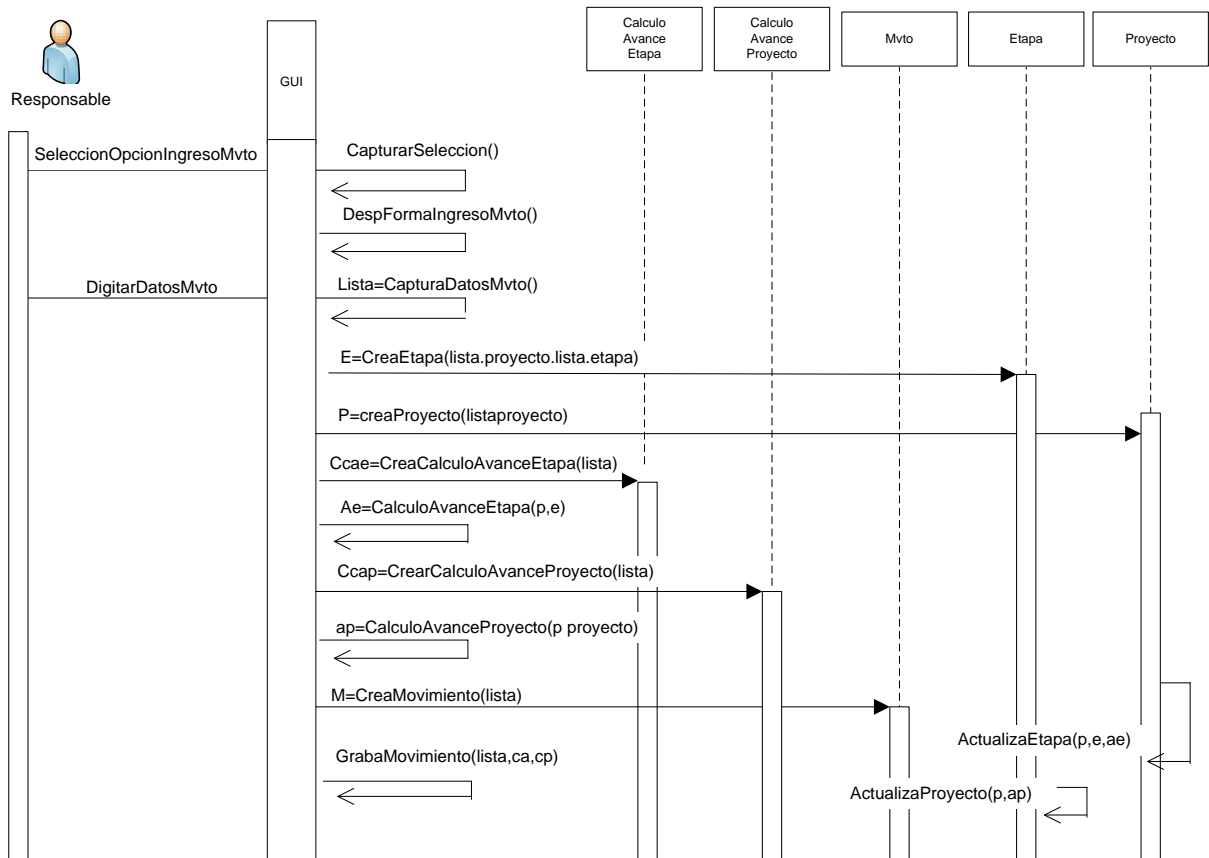 Calculo
Avance
Etapa
Calculo
Avance
Proyecto
Mvto
Etapa
Proyecto
GUI
Responsable
SeleccionOpcionIngresoMvto
CapturarSeleccion()
DespFormaIngresoMvto()
DigitarDatosMvto
Lista=CapturaDatosMvto()
E=CreaEtapa(lista.proyecto.lista.etapa)
P=creaProyecto(listaproyecto)
Ccae=CreaCalculoAvanceEtapa(lista)
Ae=CalculoAvanceEtapa(p,e)
Ccap=CrearCalculoAvanceProyecto(lista)
ap=CalculoAvanceProyecto(p proyecto)
M=CreaMovimiento(lista)
ActualizaEtapa(p,e,ae)
GrabaMovimiento(lista,ca,cp)
ActualizaProyecto(p,ap)